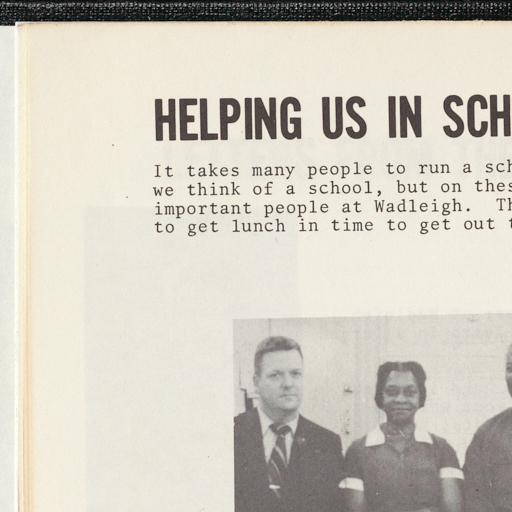 HELPING US IN SCH
It takes many people to run a sch
we think of a school, but on thes
important people at Wadleigh. Th
to get lunch in time to get out t